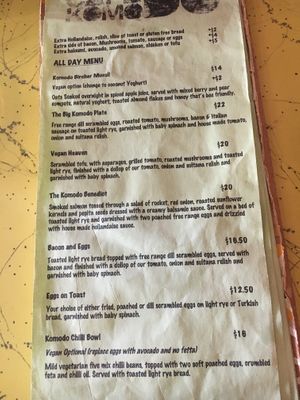 Komodo
Extra Hollandaise, relish, slice of toast or gluten free bread +$2
Extra side of bacon, Mushrooms, tomato, sausage or eggs +$4
Extra haloumi, avocado, smoked salmon, chicken or tofu +$5
ALL DAY MENU
Komodo Bircher Muesli $14
Vegan option (change to coconut Yoghurt) +$2
Oats Soaked overnight in spiced apple juice, served with mixed berry and pear
compote, natural yoghurt, toasted almond flakes and honey that's bee's knees.
The Big Komodo Plate $22
Free range dill scrambled eggs, roasted tomato, mushrooms, bacon & Italian
sausage on toasted light rye, garnished with baby spinach and house made tomato,
onion and sultana relish.
Vegan Heaven $20
Scrambled tofu, with asparagus, grilled tomato, roasted mushrooms and toasted
light rye, finished with a dollop of our tomato, onion and sultana relish and
garnished with baby spinach.
The Komodo Benedict $20
Smoked salmon through a salad of rocket, red onion, roasted sunflower
kernels and pepita seeds dressed with a creamy balsamic sauce. Served on a bed of
toasted light rye and garnished with two poached free range eggs and drizzled
with house made hollandaise sauce.
Bacon and Eggs $16.50
Toasted light rye bread topped with free range dill scrambled eggs, served with
bacon and finished with a dollop of our tomato, onion and sultana relish and
garnished with baby spinach.
Eggs on Toast $12.50
Your choice of either fried, poached or dill scrambled eggs on light rye or Turkish
bread, garnished with baby spinach.
Komodo Chilli Bowl $16
Vegan Optional (replace eggs with avocado and no fetta)
Mild vegetarian five mix chilli beans, topped with two soft poached eggs, crumbled
feta and chilli oil. Served with toasted light rye bread.